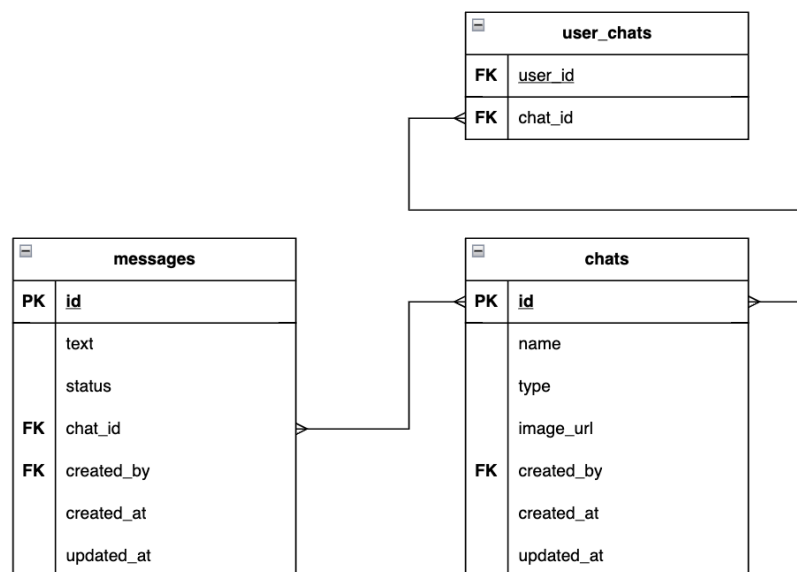 user_chats
FK user_id
FK chat_id
messages
PK id
text
status
FK chat_id
FK created_by
created_at
updated_at
chats
PK id
name
type
image_url
FK created_by
created_at
updated_at